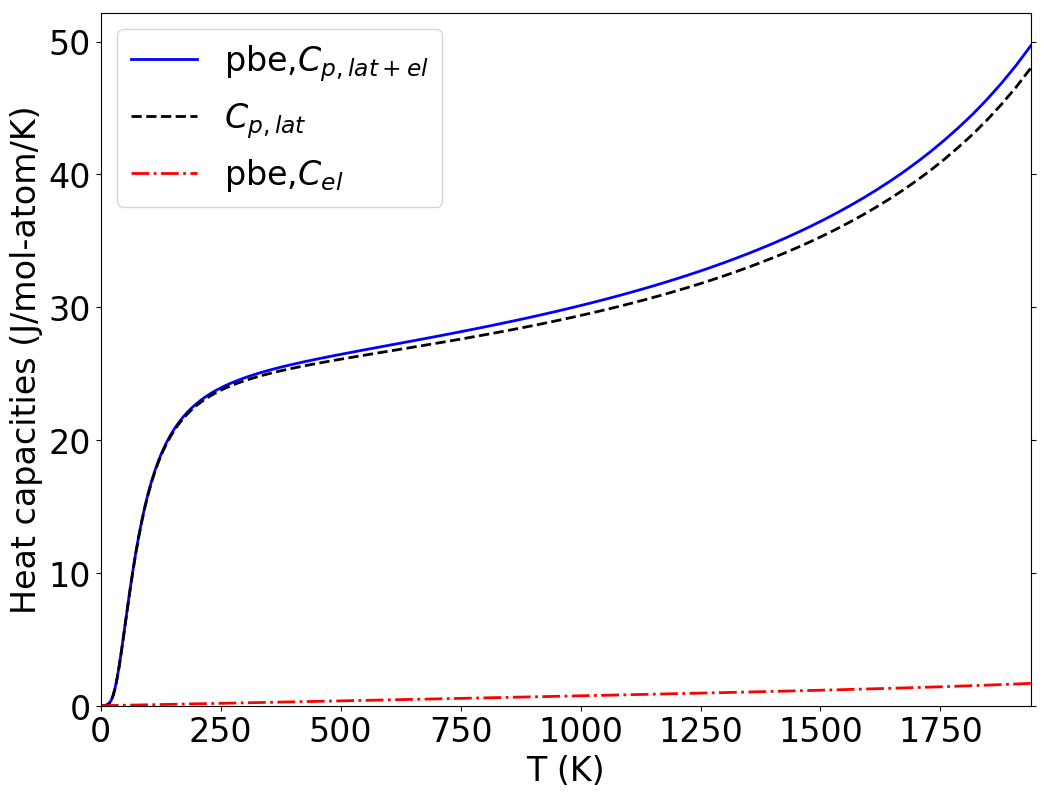 50
40
30
20
10
0
Heat capacities (J/mol-atom/K)
pbe,C_{p, lat+el}
C_{p, lat}
pbe,C_{el}
0 250 500 750 1000 1250 1500 1750
T (K)